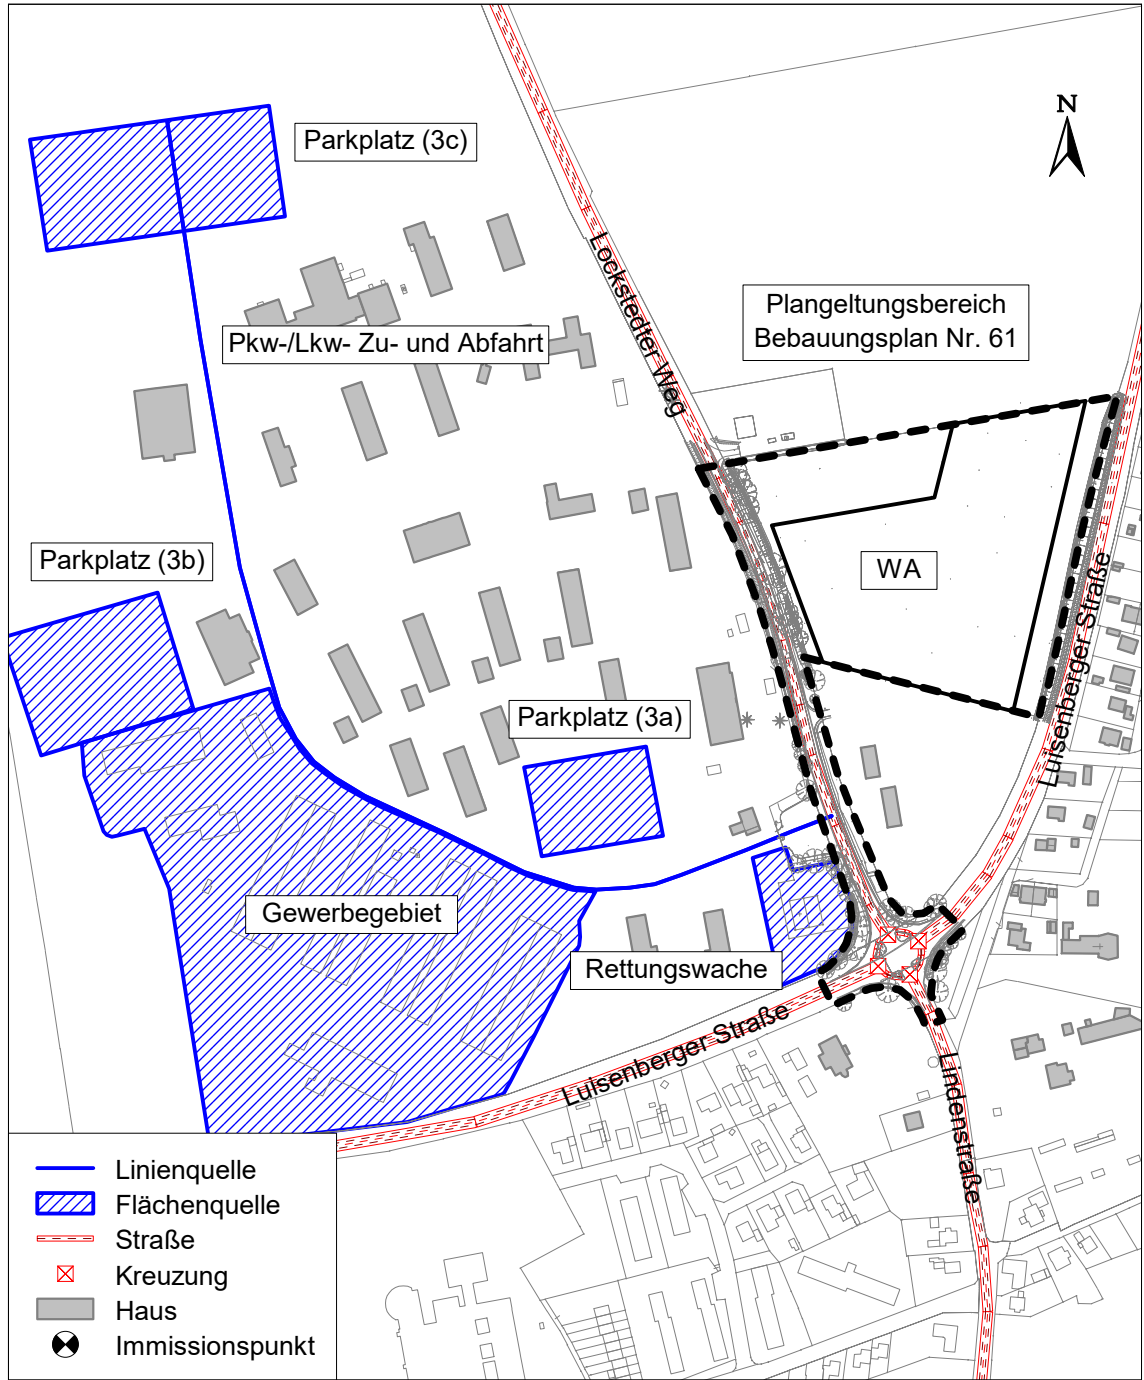 N
Parkplatz (3c)
Lockstedter Weg
Plangeltungsbereich
Bebauungsplan Nr. 61
Pkw-/Lkw- Zu- und Abfahrt
Parkplatz (3b)
WA
Luisenberger Straße
Parkplatz (3a)
Gewerbegebiet
Rettungswache
Luisenberger Straße
Lindenstraße
Linienquelle
Flächenquelle
Straße
Kreuzung
Haus
Immissionspunkt